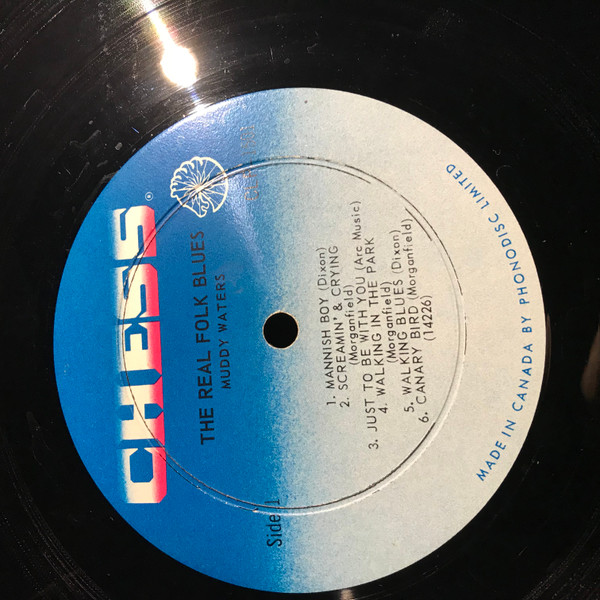 CHESS®
THE REAL FOLK BLUES
MUDDY WATERS
Side 1
1. MANNISH BOY (Dixon)
2. SCREAMIN' & CRYING
(Morganfield)
3. JUST TO BE WITH YOU (Arc Music)
4. WALKING IN THE PARK
(Morganfield)
5. WALKING BLUES (Dixon)
6. CANARY BIRD (Morganfield)
(14226)
MADE IN CANADA BY PHONODISC LIMITED